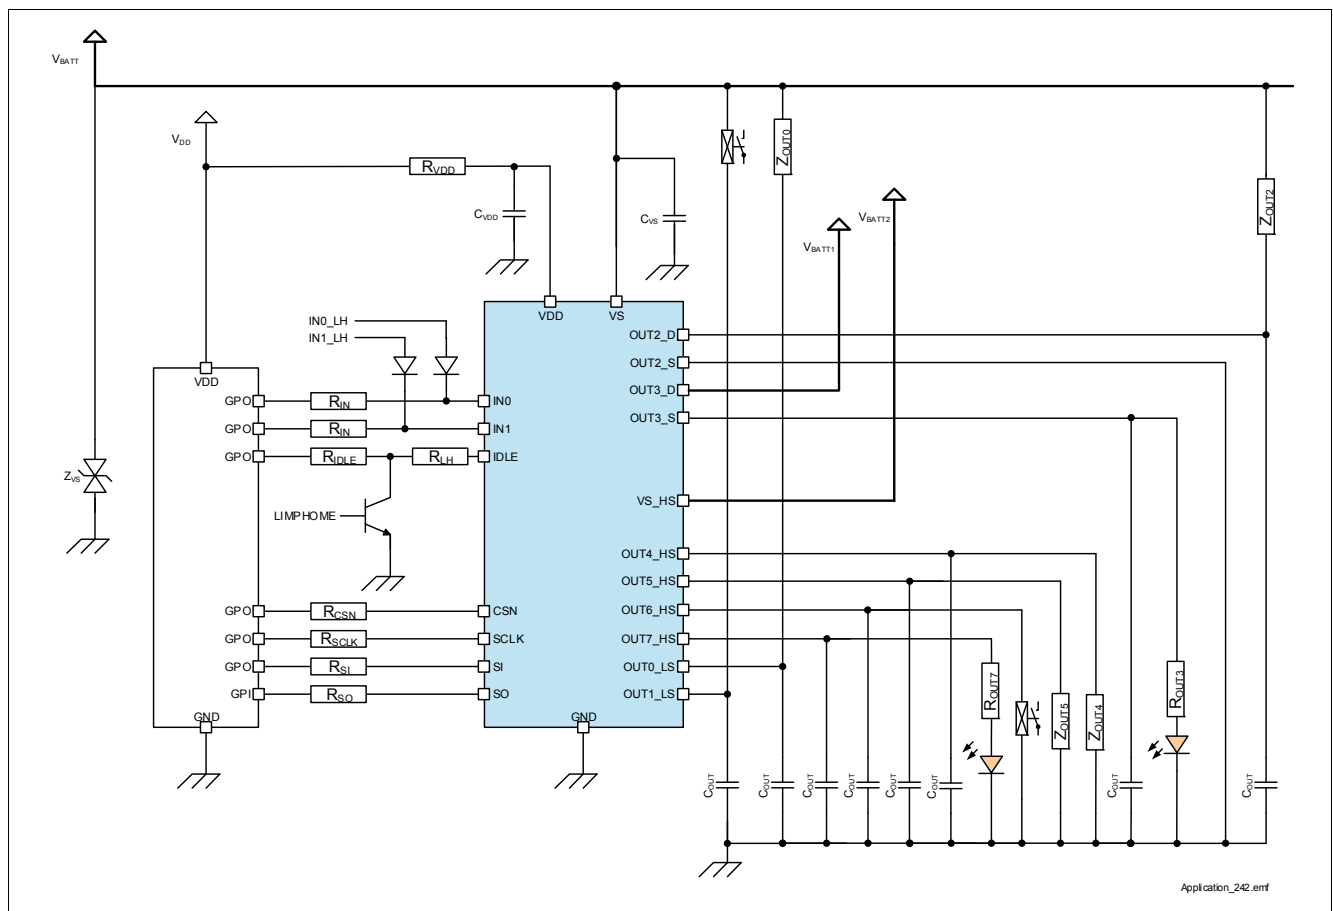 VBATT
VDD
RVDD
CVDD
CVS
ZOUT0
ZOUT2
VBATT2
VBATT1
IN0_LH
IN1_LH
VDD
VDD
VS
OUT2_D
OUT2_S
OUT3_D
OUT3_S
GPO
RIN
IN0
GPO
RIN
IN1
GPO
RIDLE
RLH
IDLE
ZVS
LIMPHOME
VS_HS
OUT4_HS
OUT5_HS
OUT6_HS
OUT7_HS
OUT0_LS
OUT1_LS
GPO
RCSN
CSN
GPO
RSCLK
SCLK
GPO
RSI
SI
GPI
RSO
SO
GND
GND
ROUT7
ZOUT5
ZOUT4
ROUT3
COUT
COUT
COUT
COUT
COUT
COUT
COUT
COUT
Application_242.emf